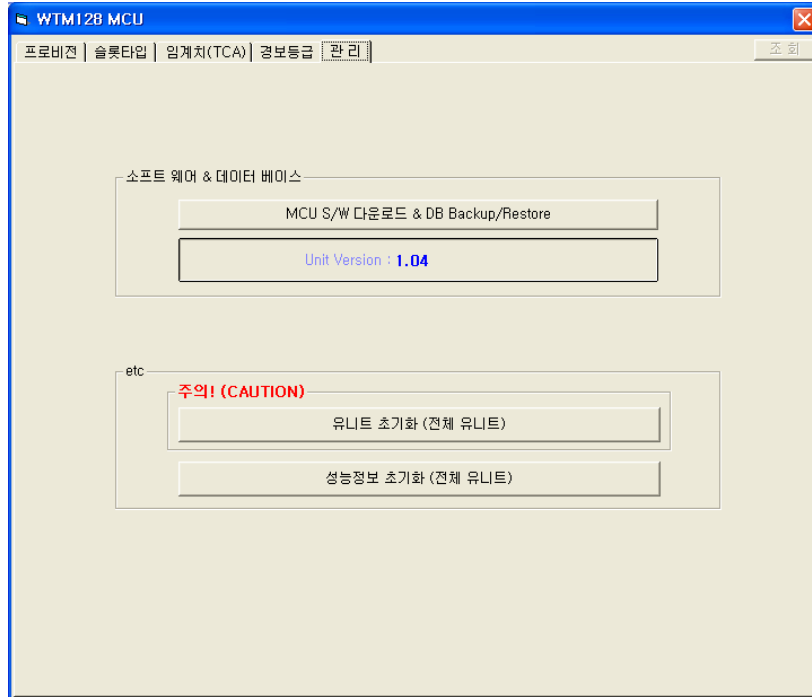 WTM128 MCU
프로비전 슬롯타입 임계치(TCA) 경보등급 관 리 조 회
소프트 웨어 & 데이터 베이스
MCU S/W 다운로드 & DB Backup/Restore
Unit Version : 1.04
etc
주의! (CAUTION)
유니트 초기화 (전체 유니트)
성능정보 초기화 (전체 유니트)